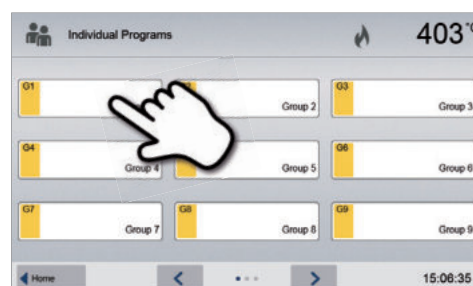 Individual Programs 403°
G1 G3
Group 2 Group 3
G4 G6
Group 4 Group 5 Group 6
G7 G8 G9
Group 7 Group 8 Group 9
Home 15:06:35